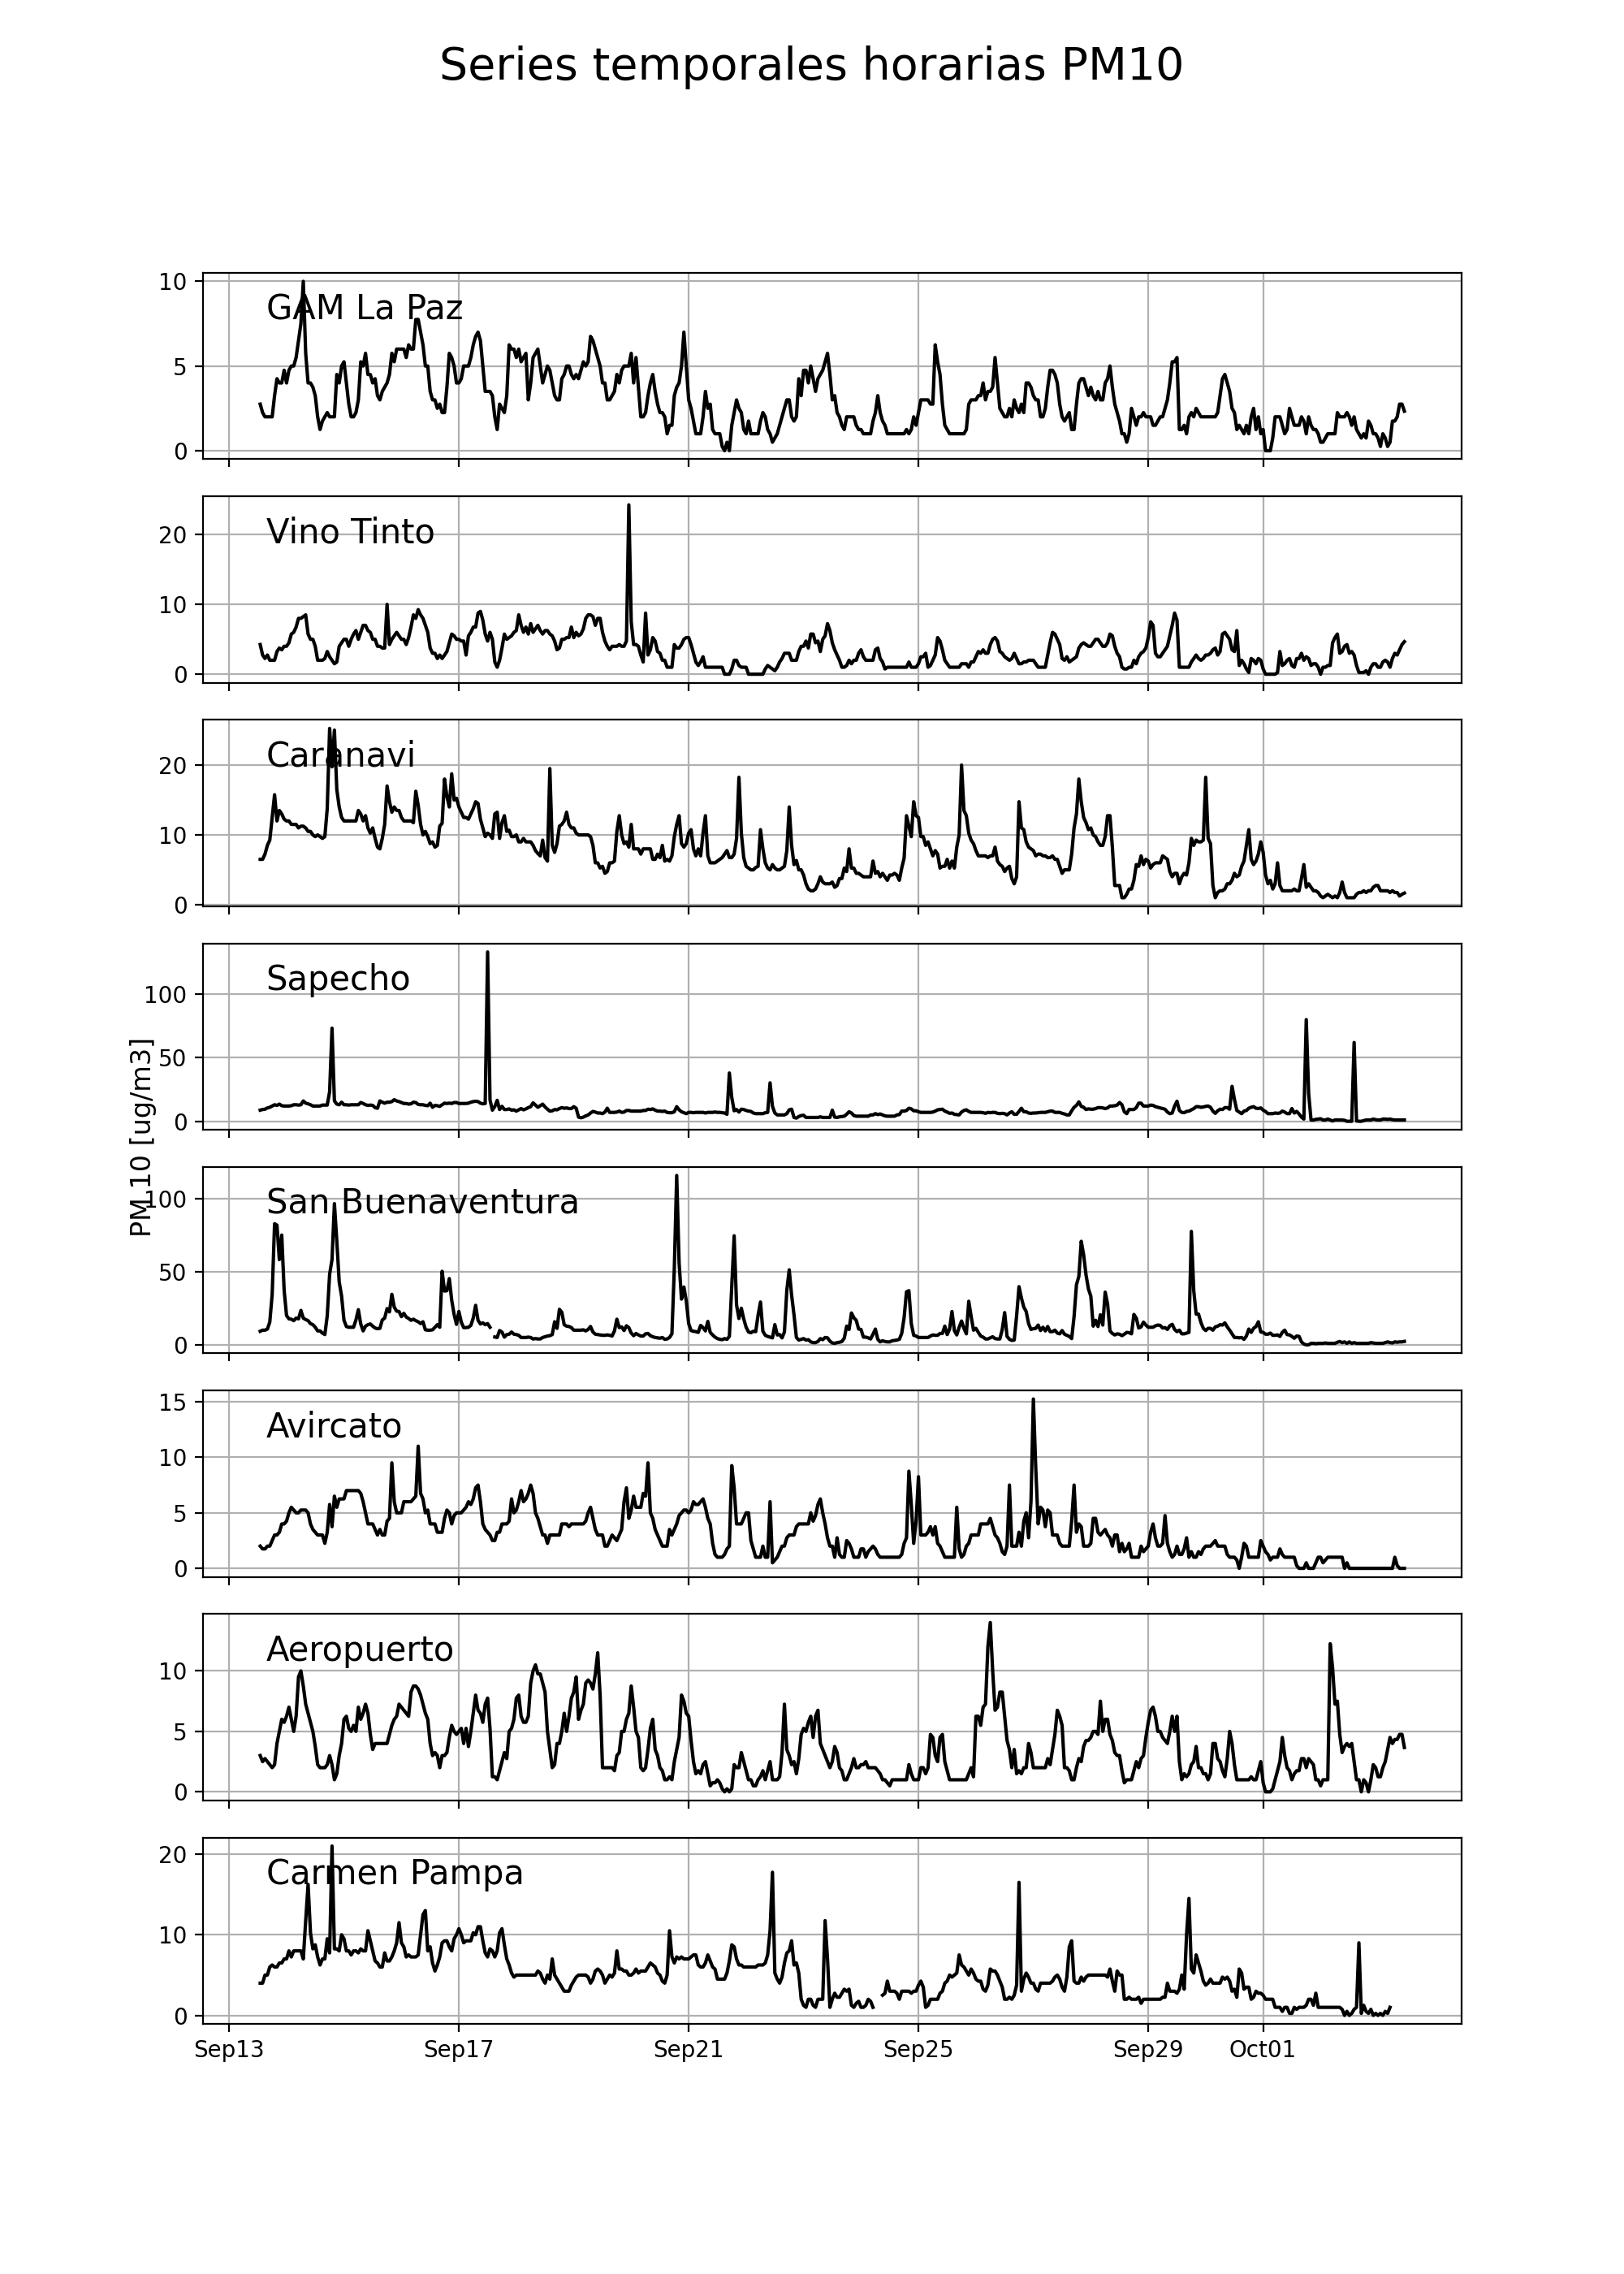 Series temporales horarias PM10
10
GAM La Paz
5
0
20
Vino Tinto
10
0
20
Caranavi
10
0
100
Sapecho
50
0
PM 10 [ug/m3]
100
San Buenaventura
50
0
15
Avircato
10
5
0
10
Aeropuerto
5
0
20
Carmen Pampa
10
0
Sep13 Sep17 Sep21 Sep25 Sep29 Oct01